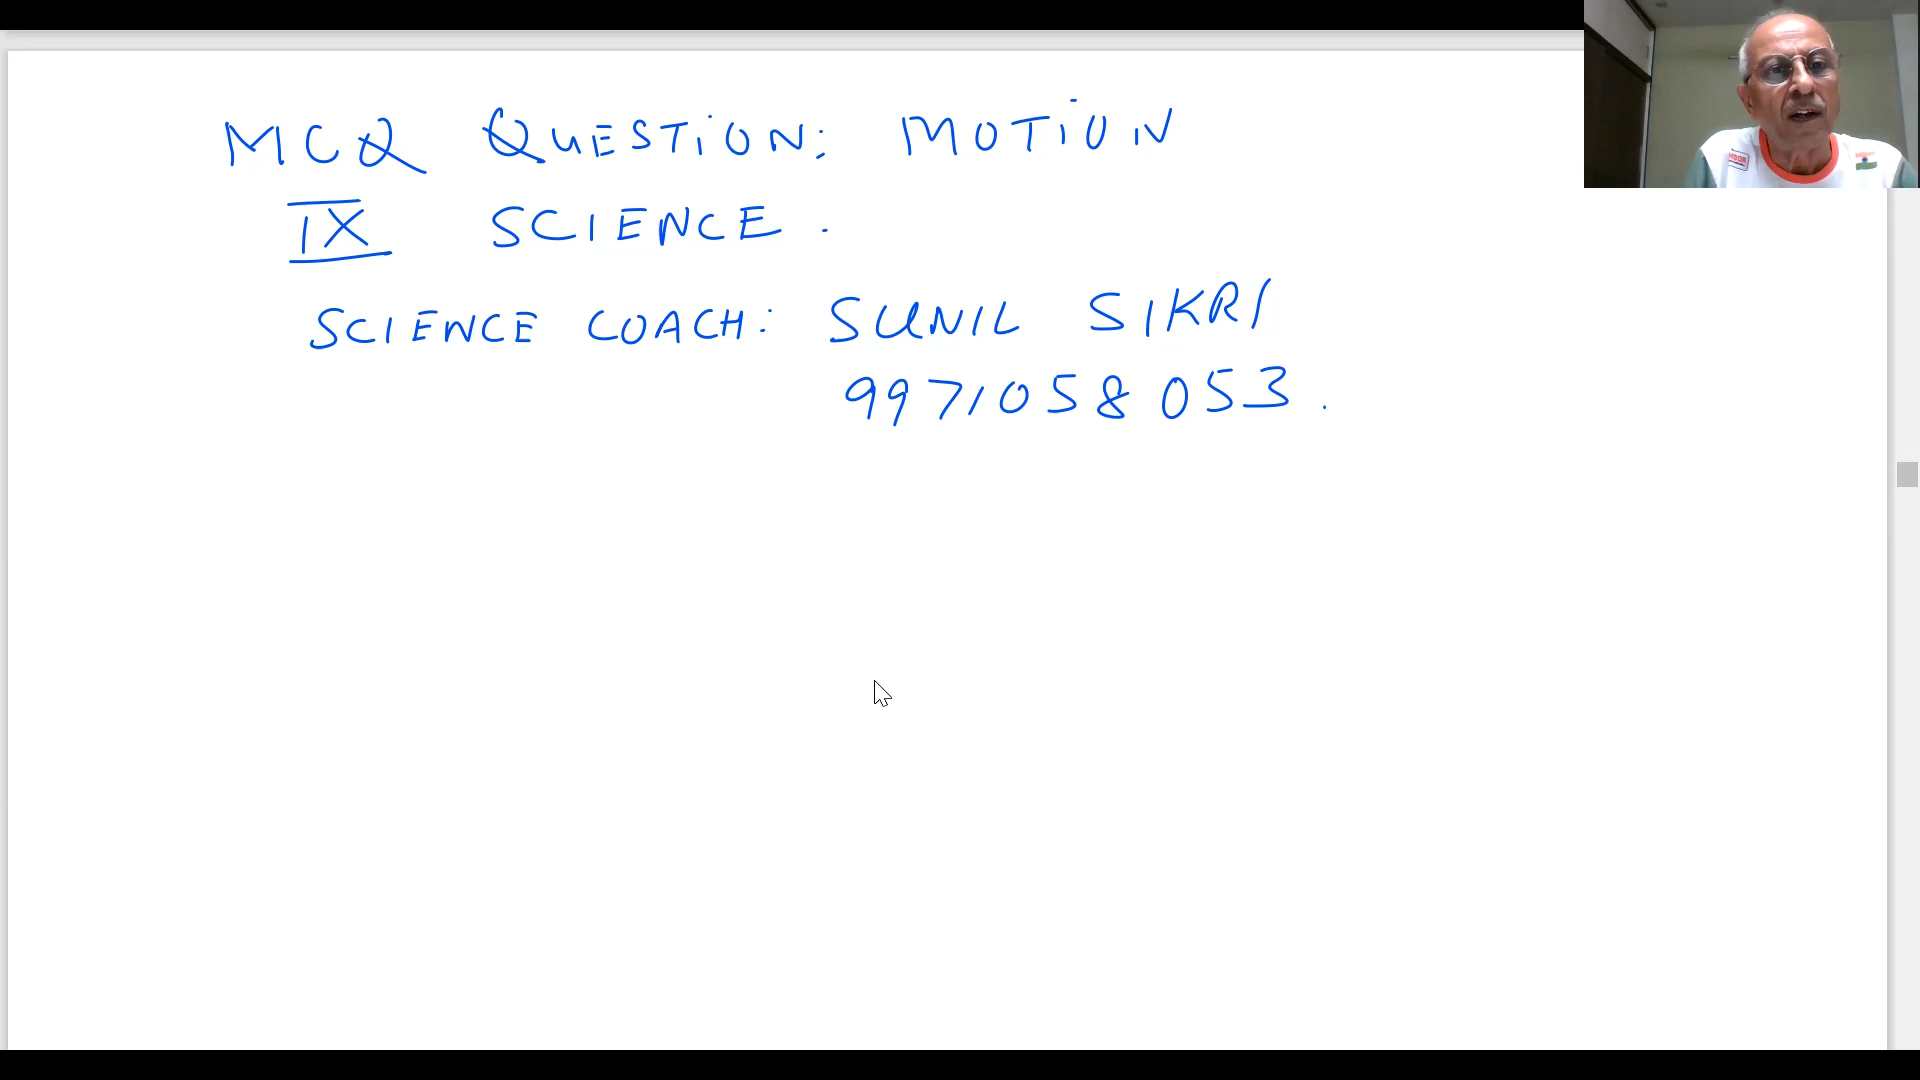 MCQ QUESTION: MOTION
IX SCIENCE.
SCIENCE COACH: SUNIL SIKRI
9971058053.